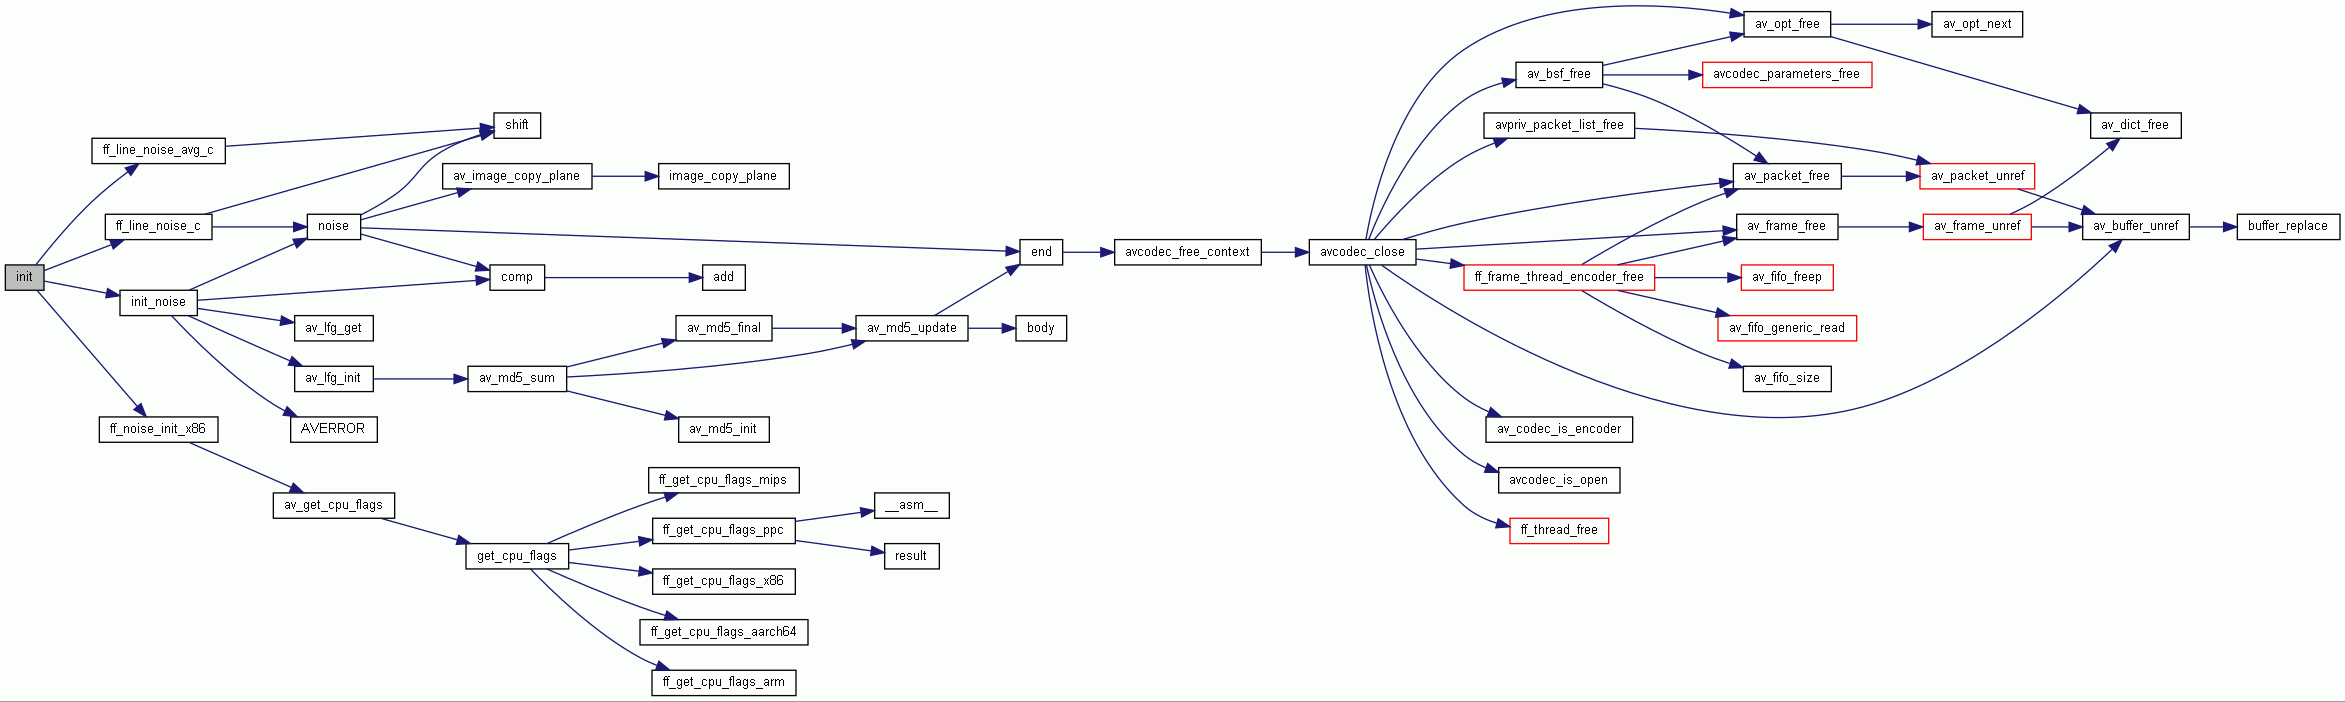 init
ff_line_noise_avg_c
ff_line_noise_c
init_noise
ff_noise_init_x86
shift
noise
av_image_copy_plane
image_copy_plane
comp
add
av_lfg_get
av_lfg_init
AVERROR
av_get_cpu_flags
av_md5_sum
av_md5_final
av_md5_init
av_md5_update
body
get_cpu_flags
ff_get_cpu_flags_mips
ff_get_cpu_flags_ppc
ff_get_cpu_flags_x86
ff_get_cpu_flags_aarch64
ff_get_cpu_flags_arm
__asm__
result
end
avcodec_free_context
avcodec_close
av_opt_free
av_opt_next
av_bsf_free
avcodec_parameters_free
avpriv_packet_list_free
av_dict_free
av_packet_free
av_packet_unref
av_frame_free
av_frame_unref
av_buffer_unref
buffer_replace
ff_frame_thread_encoder_free
av_fifo_freep
av_fifo_generic_read
av_fifo_size
av_codec_is_encoder
avcodec_is_open
ff_thread_free